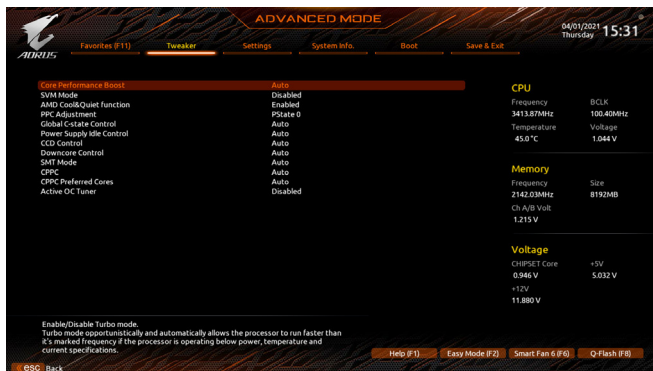 ADVANCED MODE
04/01/2021
Thursday
15:31
AORUS
Favorites (F11) Tweaker Settings System Info. Boot Save & Exit
Core Performance Boost Auto
SVM Mode Disabled
AMD Cool&Quiet function Enabled
PPC Adjustment PState 0
Global C-state Control Auto
Power Supply Idle Control Auto
CCD Control Auto
Downcore Control Auto
SMT Mode Auto
CPPC Auto
CPPC Preferred Cores Auto
Active OC Tuner Disabled
CPU
Frequency BCLK
3413.87MHz 100.40MHz
Temperature Voltage
45.0 °C 1.044 V
Memory
Frequency Size
2142.03MHz 8192MB
Ch A/B Volt
1.215 V
Voltage
CHIPSET Core +5V
0.946 V 5.032 V
+12V
11.880 V
Enable/Disable Turbo mode.
Turbo mode opportunistically and automatically allows the processor to run faster than
it's marked frequency if the processor is operating below power, temperature and
current specifications.
Help (F1) Easy Mode (F2) Smart Fan 6 (F6) Q-Flash (F8)
esc Back